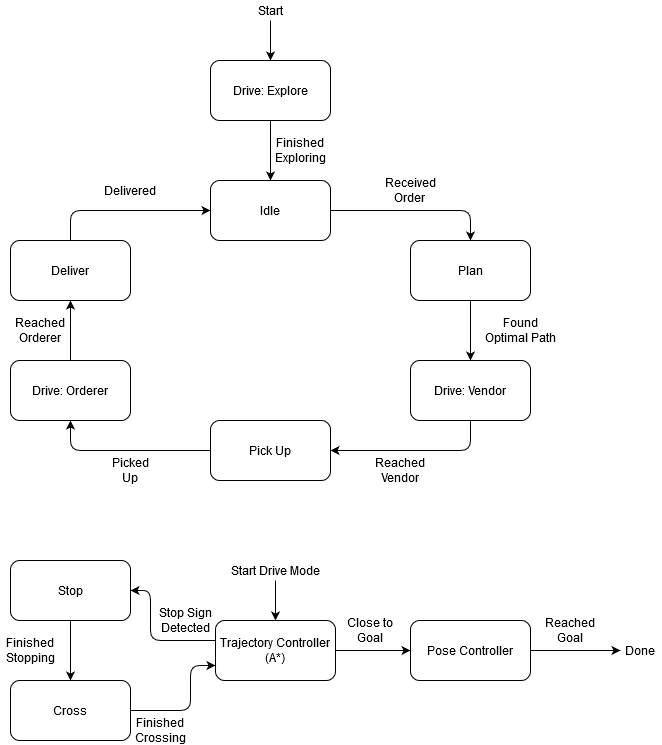 Start
Drive: Explore
Finished
Exploring
Delivered
Idle
Received
Order
Deliver
Plan
Reached
Orderer
Found
Optimal Path
Drive: Orderer
Drive: Vendor
Pick Up
Picked
Up
Reached
Vendor
Start Drive Mode
Stop
Stop Sign
Detected
Trajectory Controller
(A*)
Close to
Goal
Pose Controller
Reached
Goal
Done
Finished
Stopping
Cross
Finished
Crossing